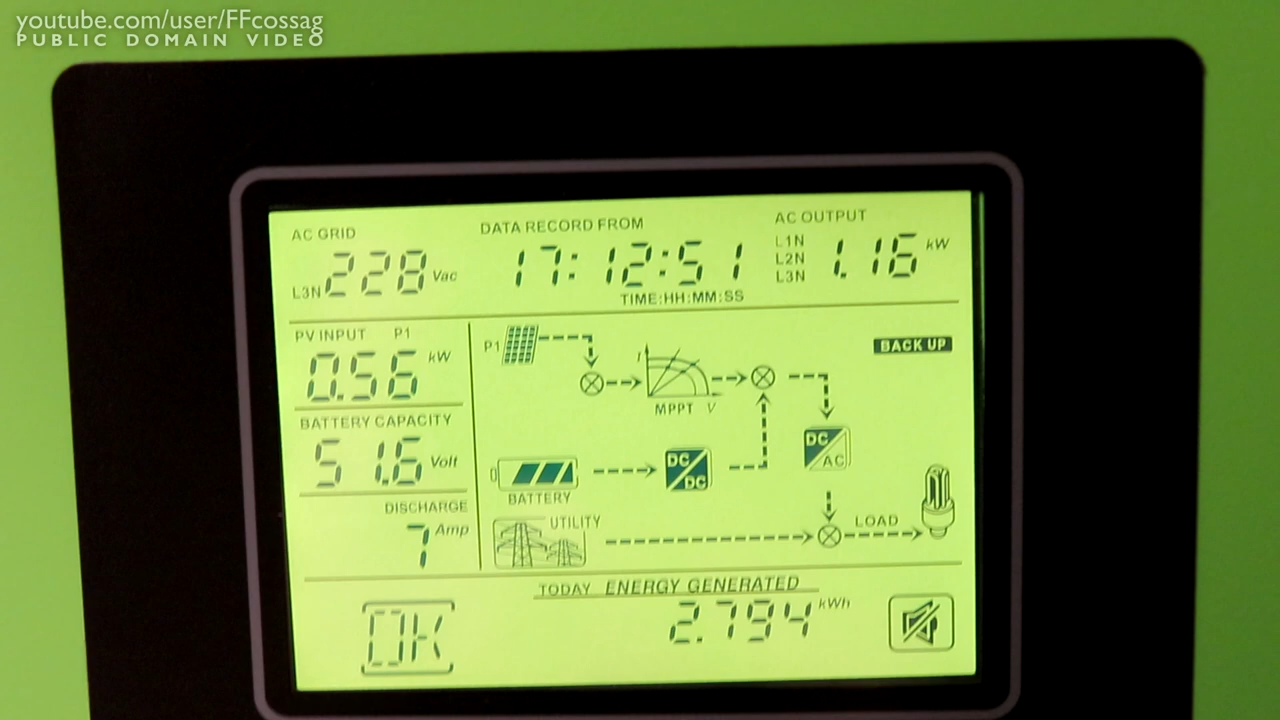 youtube.com/user/FFcossag
PUBLIC DOMAIN VIDEO
AC GRID
L3N 228 Vac
DATA RECORD FROM
17:12:51
TIME:HH:MM:SS
AC OUTPUT
L1N
L2N
L3N
1.16 kW
PV INPUT P1
0.56 kW
BATTERY CAPACITY
51.6 Volt
DISCHARGE
7 Amp
P1
I
MPPT V
BACK UP
DC
AC
DC
DC
BATTERY
UTILITY
LOAD
TODAY ENERGY GENERATED
2.794 kWh
OK